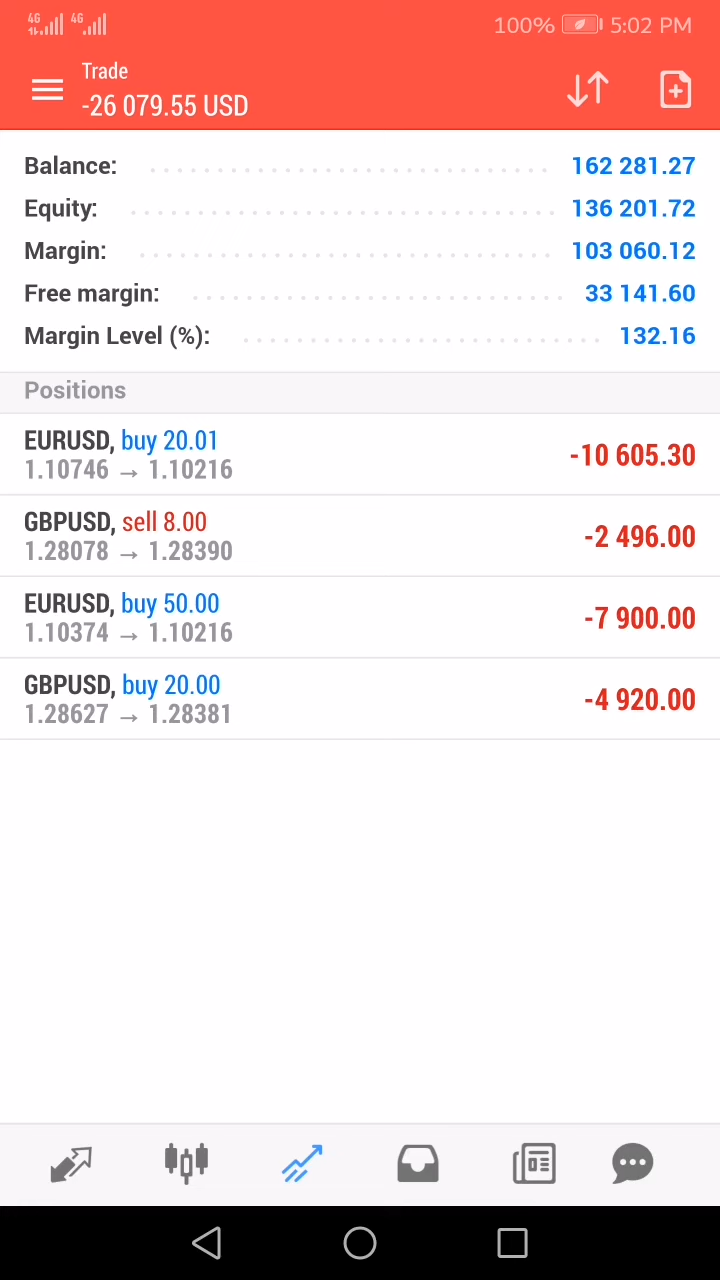 4G 4G 100% 5:02 PM
Trade
-26 079.55 USD
Balance: 162 281.27
Equity: 136 201.72
Margin: 103 060.12
Free margin: 33 141.60
Margin Level (%): 132.16
Positions
EURUSD, buy 20.01 -10 605.30
1.10746 → 1.10216
GBPUSD, sell 8.00 -2 496.00
1.28078 → 1.28390
EURUSD, buy 50.00 -7 900.00
1.10374 → 1.10216
GBPUSD, buy 20.00 -4 920.00
1.28627 → 1.28381